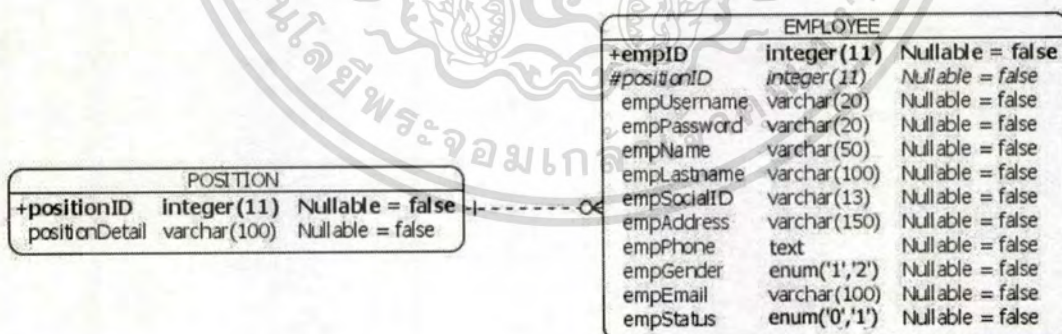 EMPLOYEE
+empID integer(11) Nullable = false
#positionID integer(11) Nullable = false
empUsername varchar(20) Nullable = false
empPassword varchar(20) Nullable = false
empName varchar(50) Nullable = false
empLastname varchar(100) Nullable = false
empSocialID varchar(13) Nullable = false
empAddress varchar(150) Nullable = false
empPhone text Nullable = false
empGender enum('1','2') Nullable = false
empEmail varchar(100) Nullable = false
empStatus enum('0','1') Nullable = false
POSITION
+positionID integer(11) Nullable = false
positionDetail varchar(100) Nullable = false